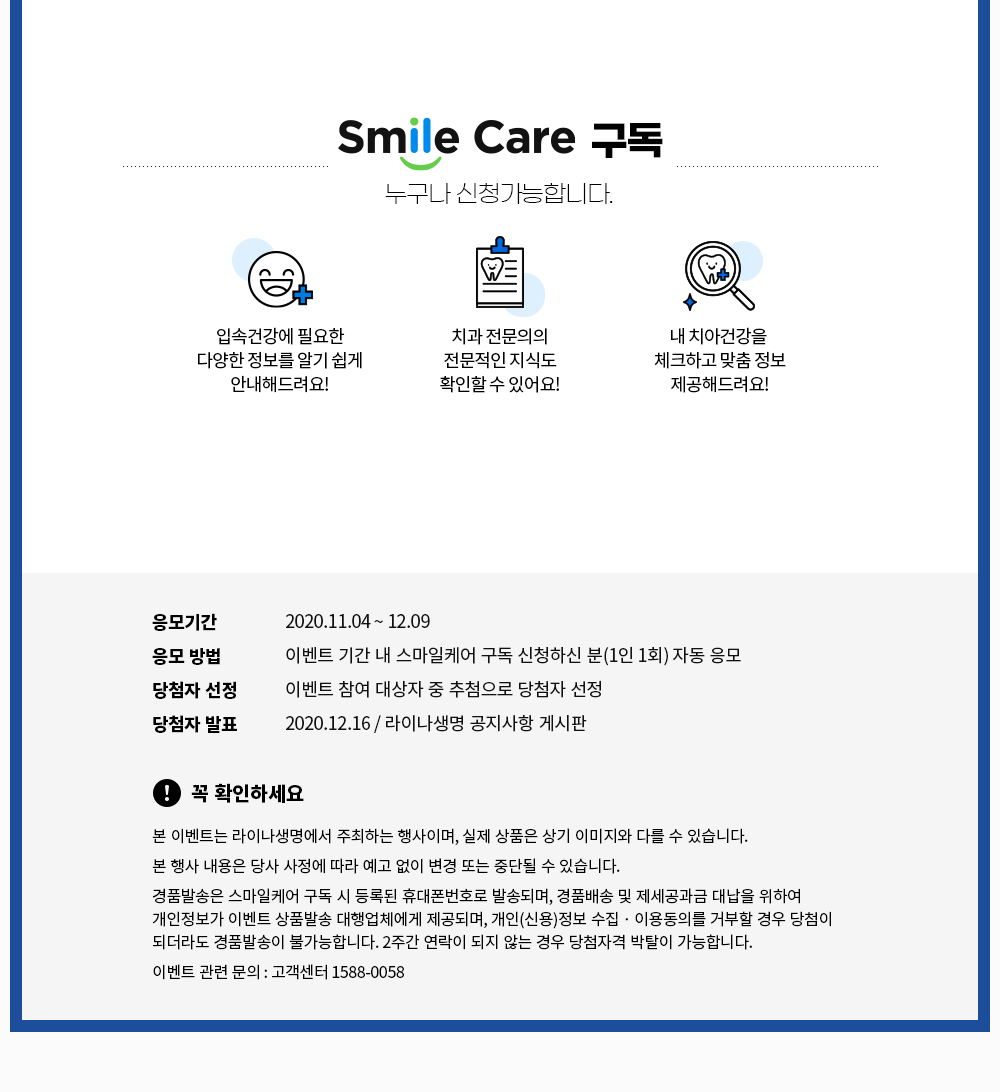 Smile Care 구독
누구나 신청가능합니다.
입속건강에 필요한
다양한 정보를 알기 쉽게
안내해드려요!
치과 전문의의
전문적인 지식도
확인할 수 있어요!
내 치아건강을
체크하고 맞춤 정보
제공해드려요!
응모기간 2020.11.04 ~ 12.09
응모 방법 이벤트 기간 내 스마일케어 구독 신청하신 분(1인 1회) 자동 응모
당첨자 선정 이벤트 참여 대상자 중 추첨으로 당첨자 선정
당첨자 발표 2020.12.16 / 라이나생명 공지사항 게시판
꼭 확인하세요
본 이벤트는 라이나생명에서 주최하는 행사이며, 실제 상품은 상기 이미지와 다를 수 있습니다.
본 행사 내용은 당사 사정에 따라 예고 없이 변경 또는 중단될 수 있습니다.
경품발송은 스마일케어 구독 시 등록된 휴대폰번호로 발송되며, 경품배송 및 제세공과금 대납을 위하여
개인정보가 이벤트 상품발송 대행업체에게 제공되며, 개인(신용)정보 수집 · 이용동의를 거부할 경우 당첨이
되더라도 경품발송이 불가능합니다. 2주간 연락이 되지 않는 경우 당첨자격 박탈이 가능합니다.
이벤트 관련 문의 : 고객센터 1588-0058